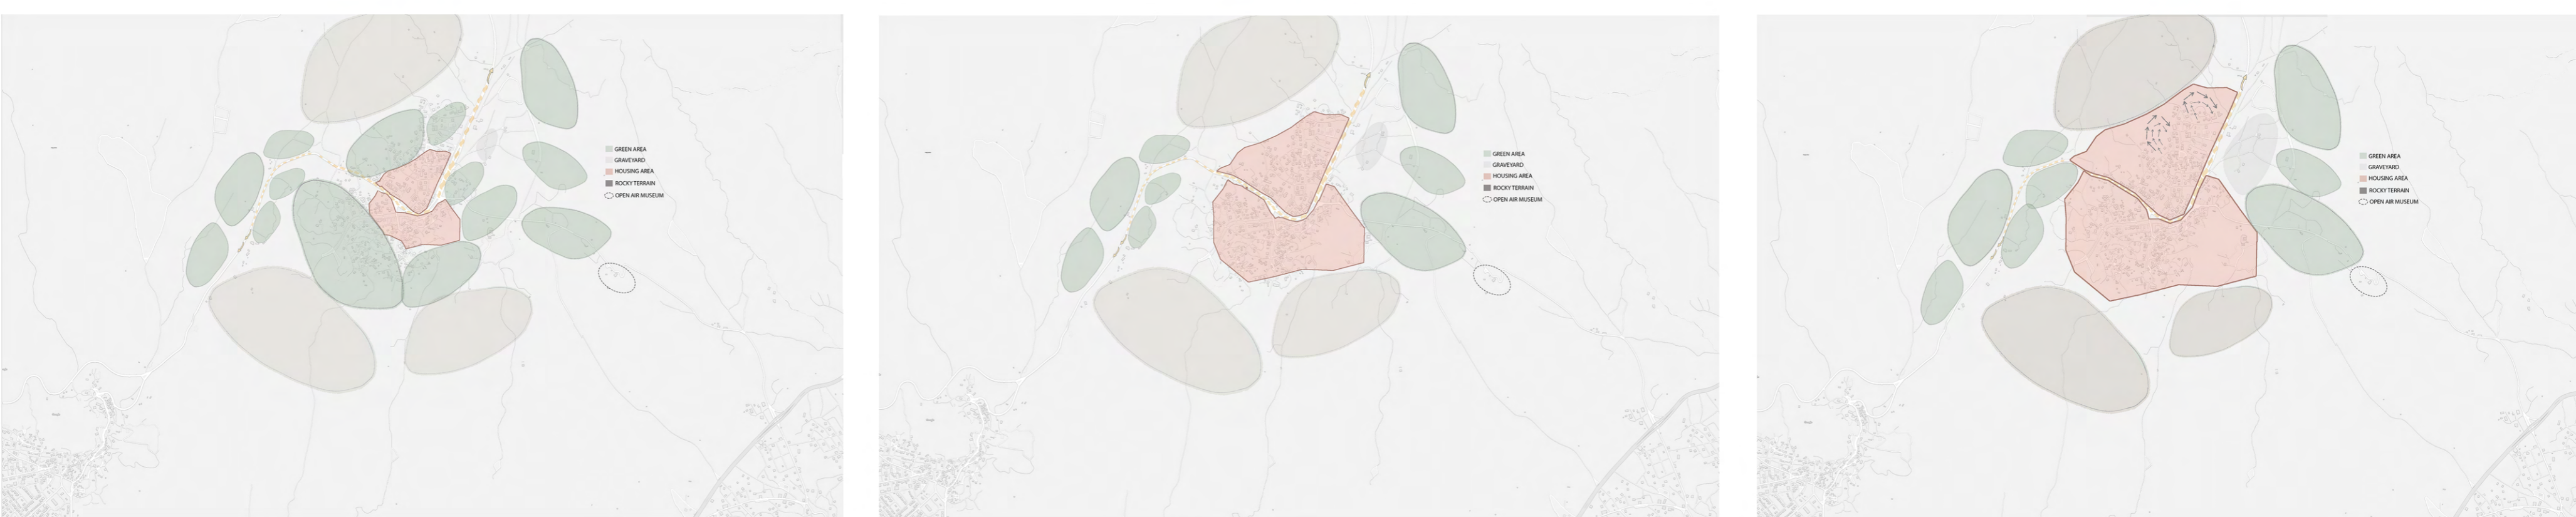 GREEN AREA
GRAVEYARD
HOUSING AREA
ROCKY TERRAIN
OPEN AIR MUSEUM
GREEN AREA
GRAVEYARD
HOUSING AREA
ROCKY TERRAIN
OPEN AIR MUSEUM
GREEN AREA
GRAVEYARD
HOUSING AREA
ROCKY TERRAIN
OPEN AIR MUSEUM